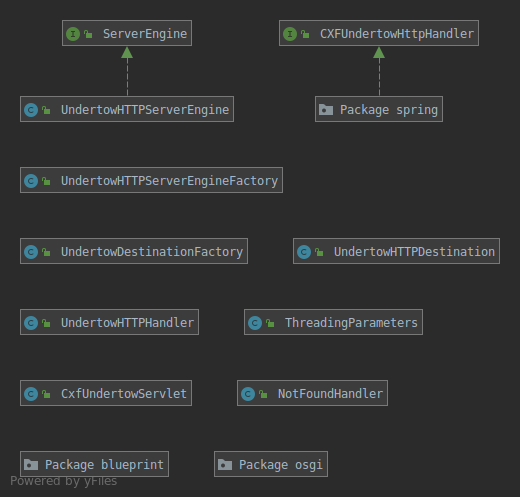 ServerEngine
CXFUndertowHttpHandler
UndertowHTTPServerEngine
Package spring
UndertowHTTPServerEngineFactory
UndertowDestinationFactory
UndertowHTTPDestination
UndertowHTTPHandler
ThreadingParameters
CxfUndertowServlet
NotFoundHandler
Package blueprint
Package osgi
Powered by yFiles